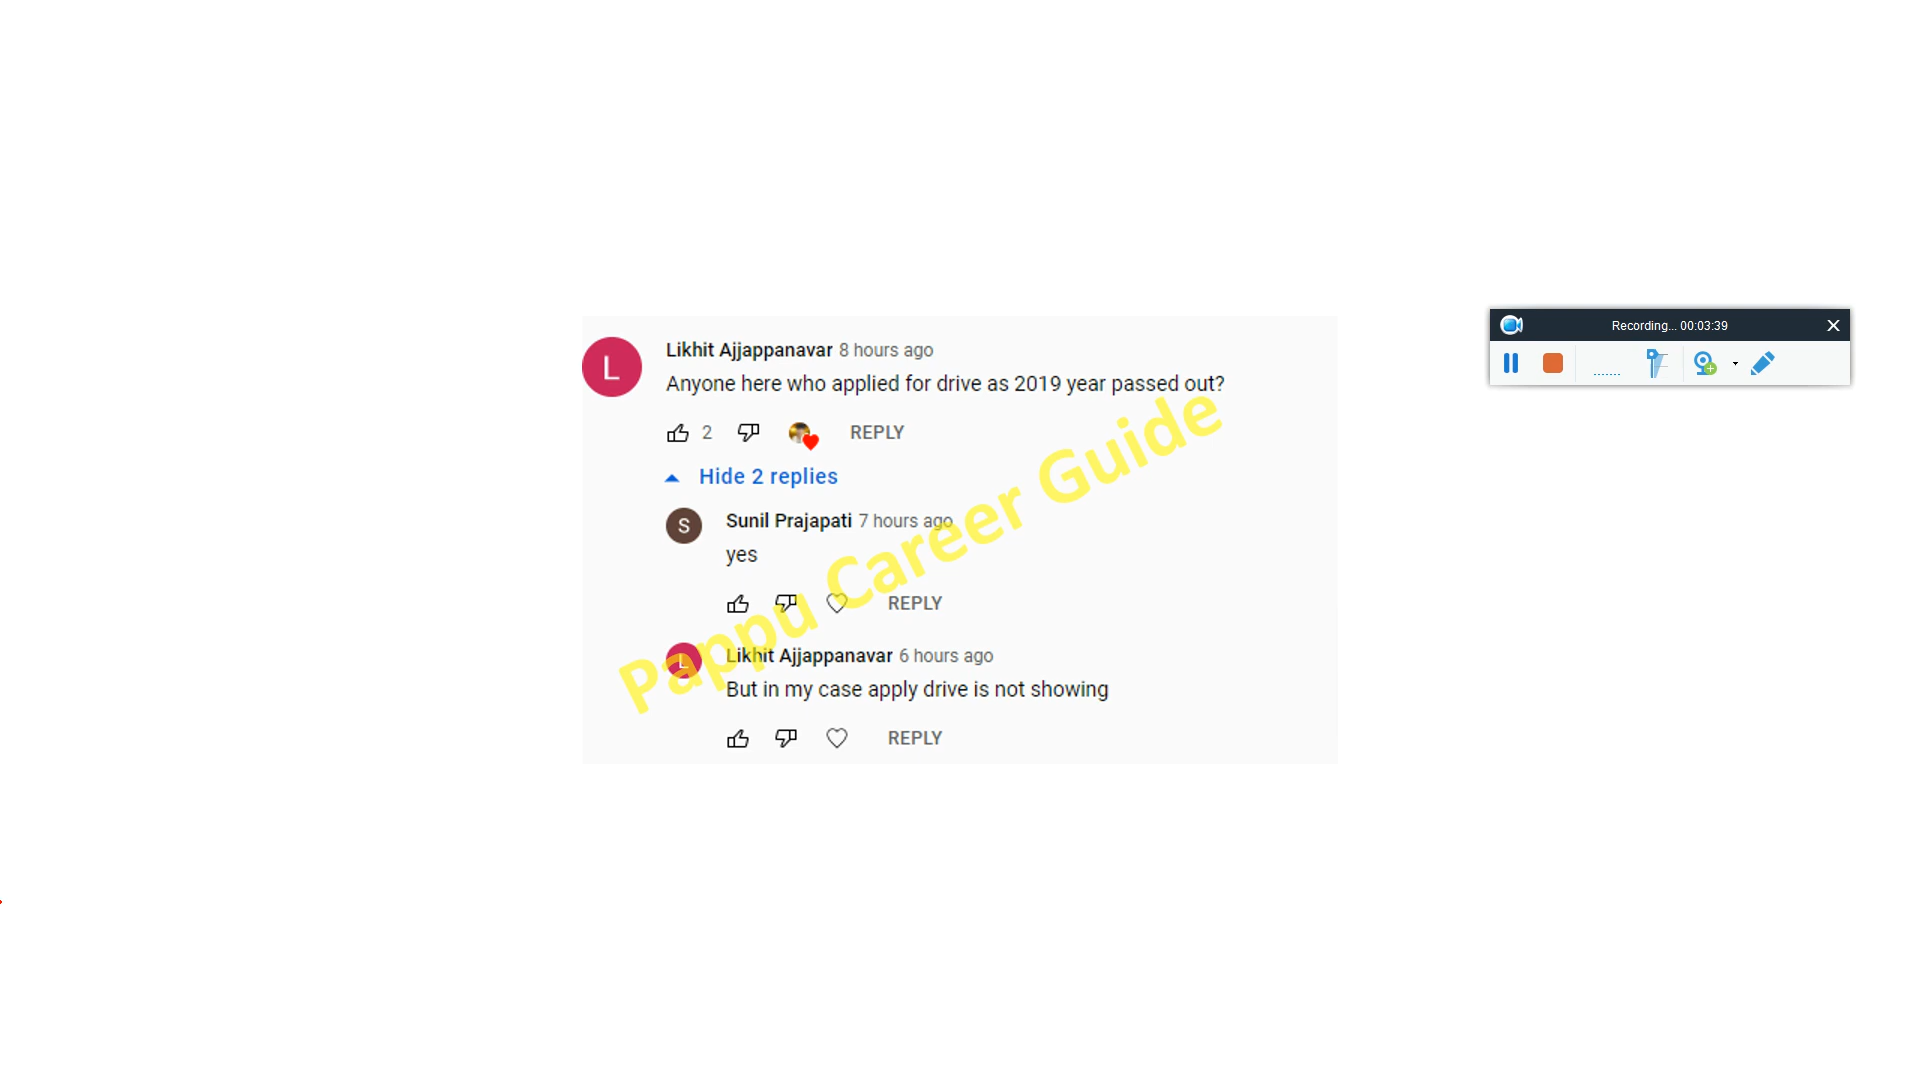 Recording... 00:03:39
L
Likhit Ajjappanavar 8 hours ago
Anyone here who applied for drive as 2019 year passed out?
2 REPLY
Hide 2 replies
S
Sunil Prajapati 7 hours ago
yes
REPLY
L
Likhit Ajjappanavar 6 hours ago
But in my case apply drive is not showing
REPLY
Pappu Career Guide